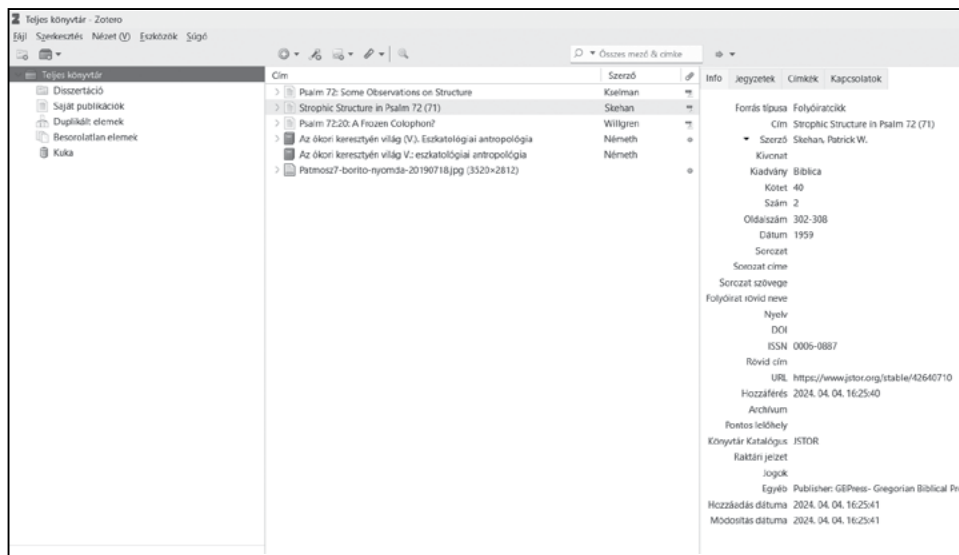 Teljes könyvtár - Zotero
Fájl Szerkesztés Nézet (V) Eszközök Súgó
Összes mező & címke
Teljes könyvtár
Disszertáció
Saját publikációk
Duplikált elemek
Besorolatlan elemek
Kuka
Cím Szerző
Psalm 72: Some Observations on Structure Kselman
Strophic Structure in Psalm 72 (71) Skehan
Psalm 72:20: A Frozen Colophon? Willgren
Az ókori keresztyén világ (V.). Eszkatológiai antropológia Németh
Az ókori keresztyén világ V.: eszkatológiai antropológia Németh
Patmosz7-borito-nyomda-20190718.jpg (3520×2812)
Info Jegyzetek Címkék Kapcsolatok
Forrás típusa Folyóiratcikk
Cím Strophic Structure in Psalm 72 (71)
Szerző Skehan, Patrick W.
Kivonat
Kiadvány Biblica
Kötet 40
Szám 2
Oldalszám 302-308
Dátum 1959
Sorozat
Sorozat címe
Sorozat szövege
Folyóirat rövid neve
Nyelv
DOI
ISSN 0006-0887
Rövid cím
URL https://www.jstor.org/stable/42640710
Hozzáférés 2024. 04. 04. 16:25:40
Archívum
Pontos lelőhely
Könyvtár Katalógus JSTOR
Raktári jelzet
Jogok
Egyéb Publisher: GBPress- Gregorian Biblical Pr
Hozzáadás dátuma 2024. 04. 04. 16:25:41
Módosítás dátuma 2024. 04. 04. 16:25:41